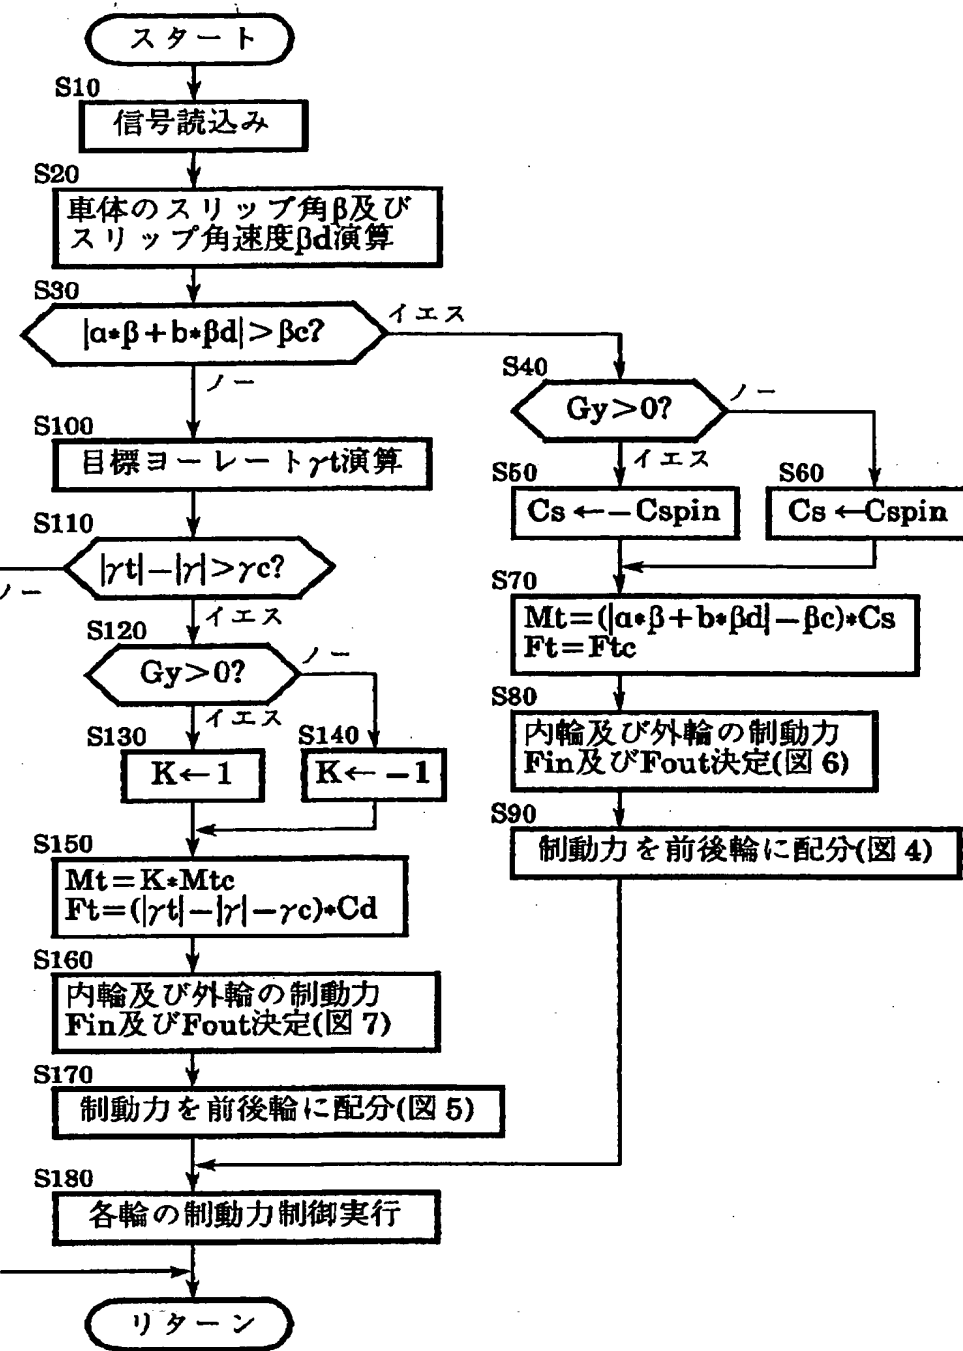 スタート
S10
信号読込み
S20
車体のスリップ角β及び
スリップ角速度βd演算
S30
|a*β+b*βd|>βc?
イエス
ノー
S40
Gy>0?
ノー
イエス
S50
Cs←-Cspin
S60
Cs←Cspin
S70
Mt=(|a*β+b*βd|-βc)*Cs
Ft=Ftc
S80
内輪及び外輪の制動力
Fin及びFout決定(図6)
S90
制動力を前後輪に配分(図4)
S100
目標ヨーレートγt演算
S110
|γt|-|γ|>γc?
ノー
イエス
S120
Gy>0?
ノー
イエス
S130
K←1
S140
K←-1
S150
Mt=K*Mtc
Ft=(|γt|-|γ|-γc)*Cd
S160
内輪及び外輪の制動力
Fin及びFout決定(図7)
S170
制動力を前後輪に配分(図5)
S180
各輪の制動力制御実行
リターン